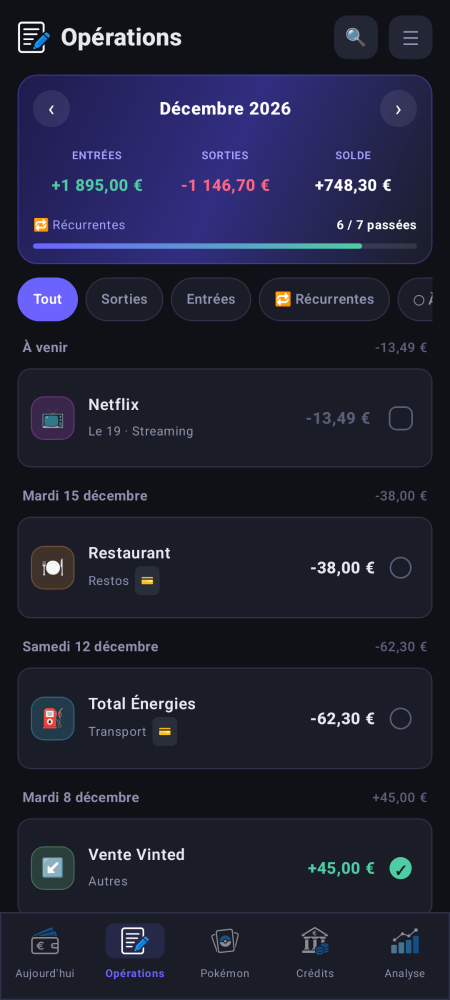 Opérations
Décembre 2026
ENTRÉES SORTIES SOLDE
+1 895,00 € -1 146,70 € +748,30 €
Récurrentes 6 / 7 passées
Tout Sorties Entrées Récurrentes
À venir -13,49 €
Netflix
-13,49 €
Le 19 · Streaming
Mardi 15 décembre -38,00 €
Restaurant
-38,00 €
Restos
Samedi 12 décembre -62,30 €
Total Énergies
-62,30 €
Transport
Mardi 8 décembre +45,00 €
Vente Vinted
+45,00 €
Autres
Aujourd'hui Opérations Pokémon Crédits Analyse